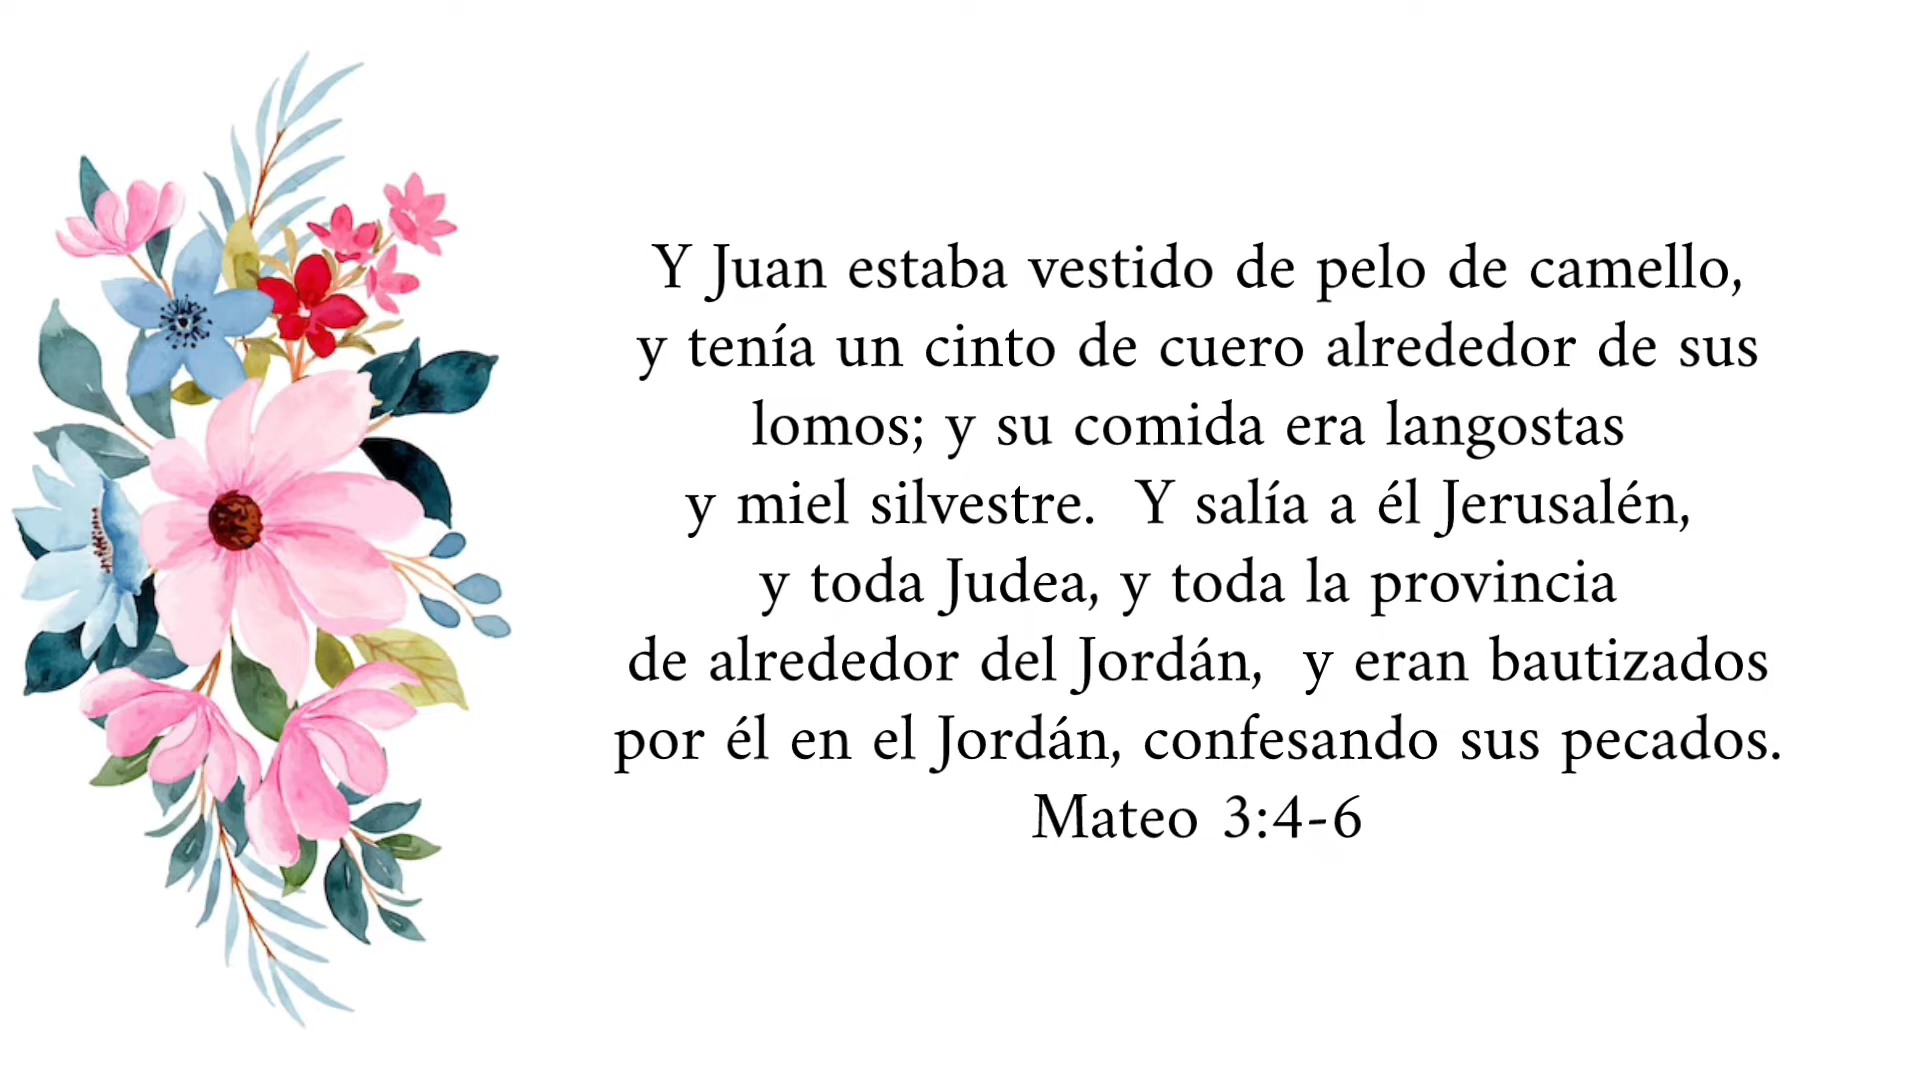 Y Juan estaba vestido de pelo de camello,
y tenía un cinto de cuero alrededor de sus
lomos; y su comida era langostas
y miel silvestre.  Y salía a él Jerusalén,
y toda Judea, y toda la provincia
de alrededor del Jordán,  y eran bautizados
por él en el Jordán, confesando sus pecados.
Mateo 3:4-6